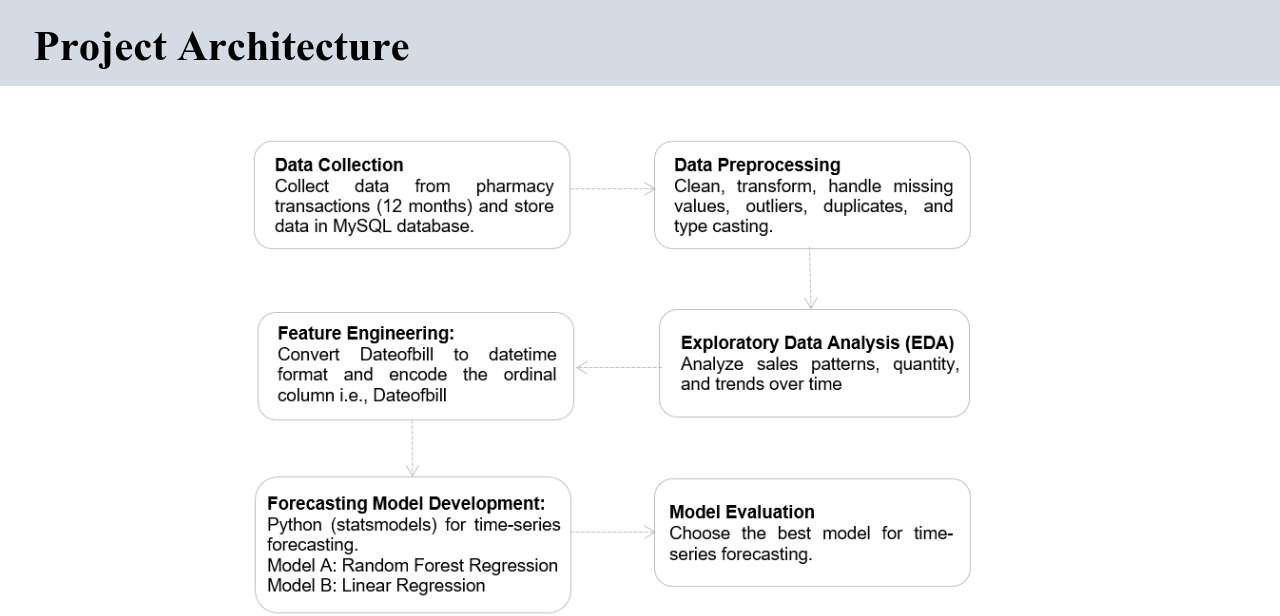 Project Architecture
Data Collection
Collect data from pharmacy
transactions (12 months) and store
data in MySQL database.
Data Preprocessing
Clean, transform, handle missing
values, outliers, duplicates, and
type casting.
Exploratory Data Analysis (EDA)
Analyze sales patterns, quantity,
and trends over time
Feature Engineering:
Convert Dateofbill to datetime
format and encode the ordinal
column i.e., Dateofbill
Forecasting Model Development:
Python (statsmodels) for time-series
forecasting.
Model A: Random Forest Regression
Model B: Linear Regression
Model Evaluation
Choose the best model for time-
series forecasting.